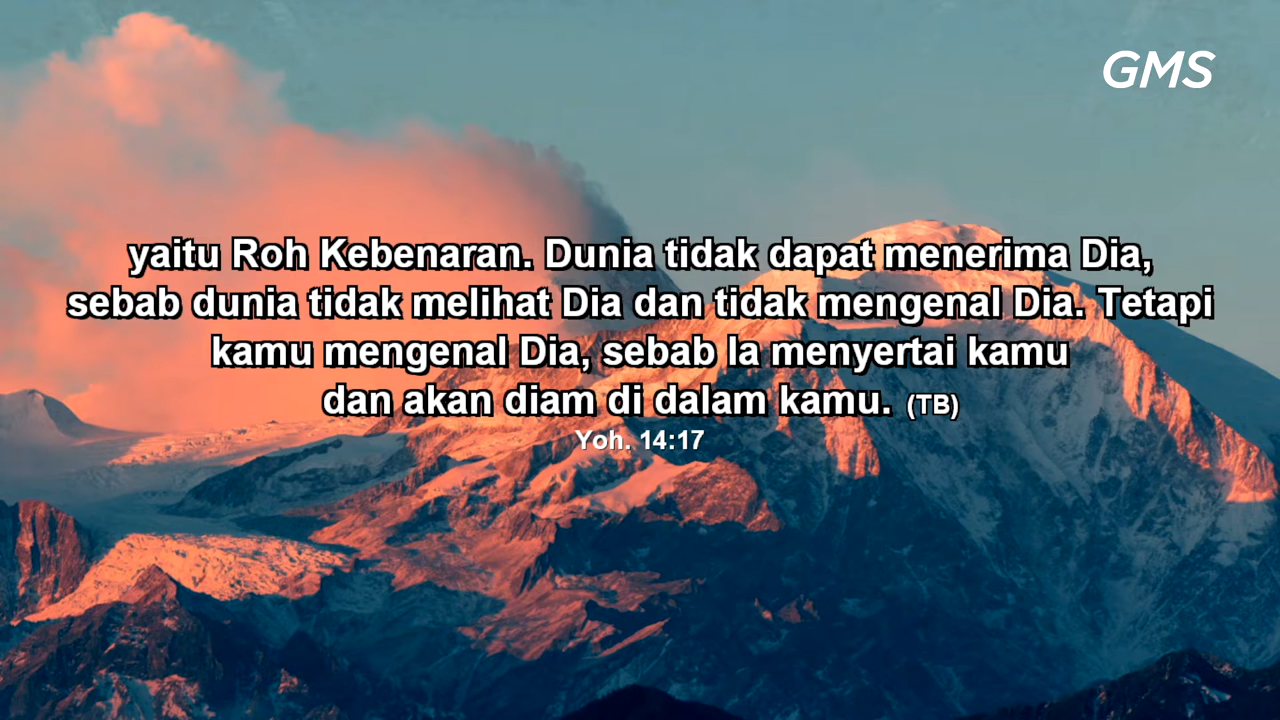 GMS
yaitu Roh Kebenaran. Dunia tidak dapat menerima Dia,
sebab dunia tidak melihat Dia dan tidak mengenal Dia. Tetapi
kamu mengenal Dia, sebab Ia menyertai kamu
dan akan diam di dalam kamu. (TB)
Yoh. 14:17